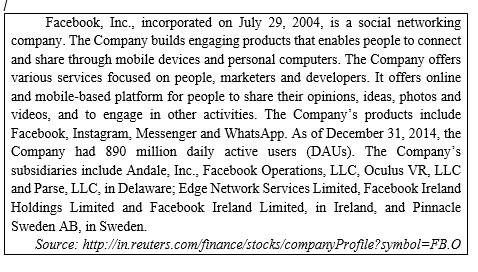 Facebook, Inc., incorporated on July 29, 2004, is a social networking
company. The Company builds engaging products that enables people to connect
and share through mobile devices and personal computers. The Company offers
various services focused on people, marketers and developers. It offers online
and mobile-based platform for people to share their opinions, ideas, photos and
videos, and to engage in other activities. The Company's products include
Facebook, Instagram, Messenger and WhatsApp. As of December 31, 2014, the
Company had 890 million daily active users (DAUs). The Company's
subsidiaries include Andale, Inc., Facebook Operations, LLC, Oculus VR, LLC
and Parse, LLC, in Delaware; Edge Network Services Limited, Facebook Ireland
Holdings Limited and Facebook Ireland Limited, in Ireland, and Pinnacle
Sweden AB, in Sweden.
Source: http://in.reuters.com/finance/stocks/companyProfile?symbol=FB.O